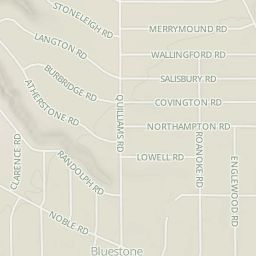 STONELEIGH RD
MERRYMOUND RD
LANGTON RD
WALLINGFORD RD
SALISBURY RD
BURBRIDGE RD
COVINGTON RD
ATHERSTONE RD
QUILLIAMS RD
NORTHAMPTON RD
LOWELL RD
CLARENCE RD
RANDOLPH RD
ROANOKE RD
ENGLEWOOD RD
NOBLE RD
Bluestone